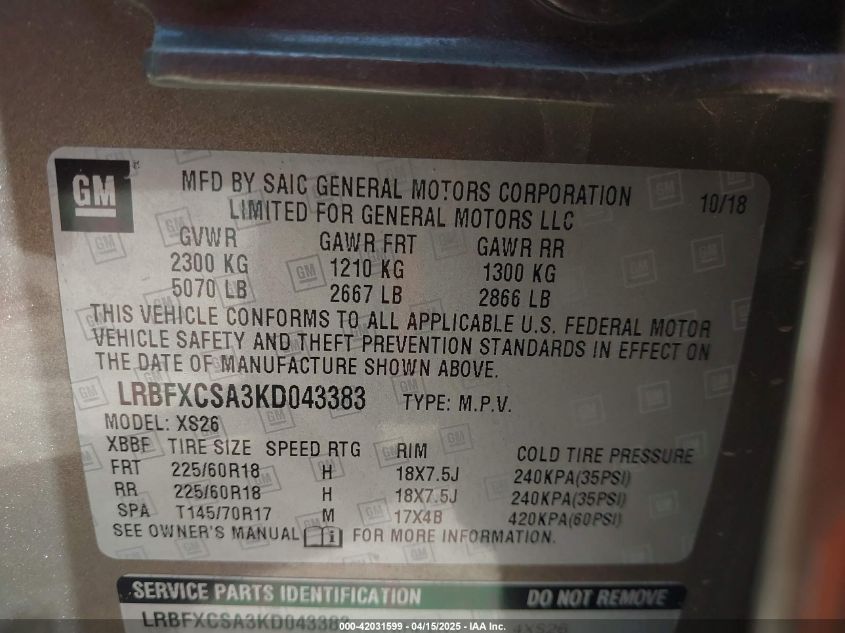 GM
MFD BY SAIC GENERAL MOTORS CORPORATION 10/18
LIMITED FOR GENERAL MOTORS LLC
GVWR GAWR FRT GAWR RR
2300 KG 1210 KG 1300 KG
5070 LB 2667 LB 2866 LB
THIS VEHICLE CONFORMS TO ALL APPLICABLE U.S. FEDERAL MOTOR
VEHICLE SAFETY AND THEFT PREVENTION STANDARDS IN EFFECT ON
THE DATE OF MANUFACTURE SHOWN ABOVE.
LRBFXCSA3KD043383 TYPE: M.P.V.
MODEL: XS26
XBBF TIRE SIZE SPEED RTG RIM COLD TIRE PRESSURE
FRT 225/60R18 H 18X7.5J 240KPA(35PSI)
RR 225/60R18 H 18X7.5J 240KPA(35PSI)
SPA T145/70R17 M 17X4B 420KPA(60PSI)
SEE OWNER'S MANUAL FOR MORE INFORMATION.
SERVICE PARTS IDENTIFICATION DO NOT REMOVE
LRBFXCSA3KD043383 4XS26
000-42031599 - 04/15/2025 - IAA Inc.